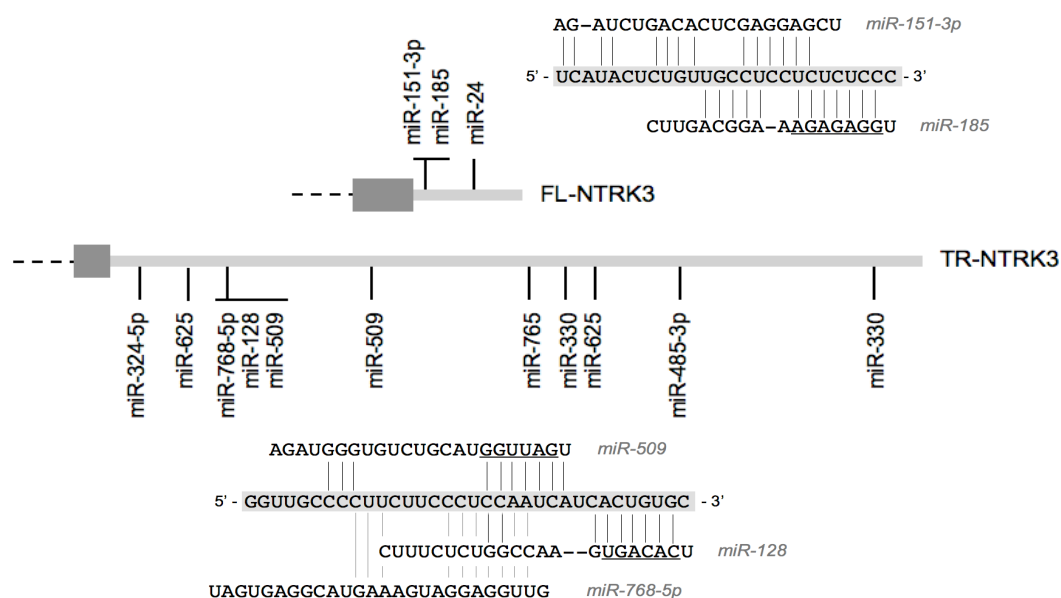 AG-AUCUGACACUCGAGGAGCU miR-151-3p
5' - UCAUACUCUGUUGCCUCCUCUCUCCC - 3'
CUUGACGGA-AAGAGAGGU miR-185
miR-151-3p
miR-185
miR-24
FL-NTRK3
TR-NTRK3
miR-324-5p
miR-625
miR-768-5p
miR-128
miR-509
miR-509
miR-765
miR-330
miR-625
miR-485-3p
miR-330
AGAUGGGUGUCUGCAUGGUUAGU miR-509
5' - GGUUGCCCCUUCUUCCCUCCAAUCAUCACUGUGC - 3'
CUUUCUCUGGCCAA--GUGACACU miR-128
UAGUGAGGCAUGAAAGUAGGAGGUUG miR-768-5p